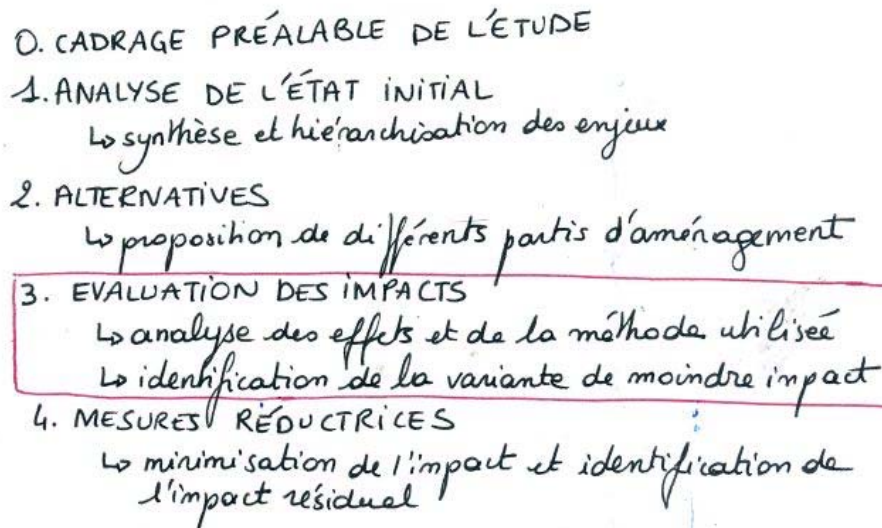 0. CADRAGE PRÉALABLE DE L'ÉTUDE
1. ANALYSE DE L'ÉTAT INITIAL
↳ synthèse et hiérarchisation des enjeux
2. ALTERNATIVES
↳ proposition de différents partis d'aménagement
3. EVALUATION DES IMPACTS
↳ analyse des effets et de la méthode utilisée
↳ identification de la variante de moindre impact
4. MESURES RÉDUCTRICES
↳ minimisation de l'impact et identification de
l'impact résiduel